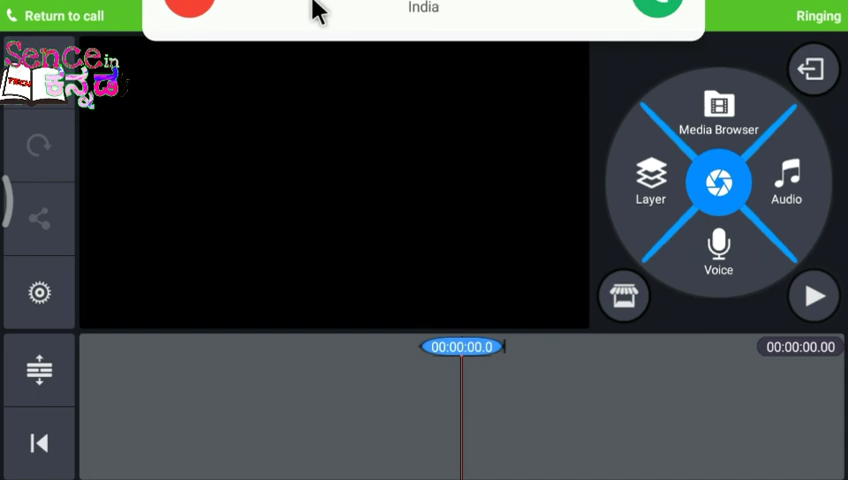 Return to call
India
Ringing
Sence in
TECH
ಕನ್ನಡ
Media Browser
Layer
Audio
Voice
00:00:00.0
00:00:00.00